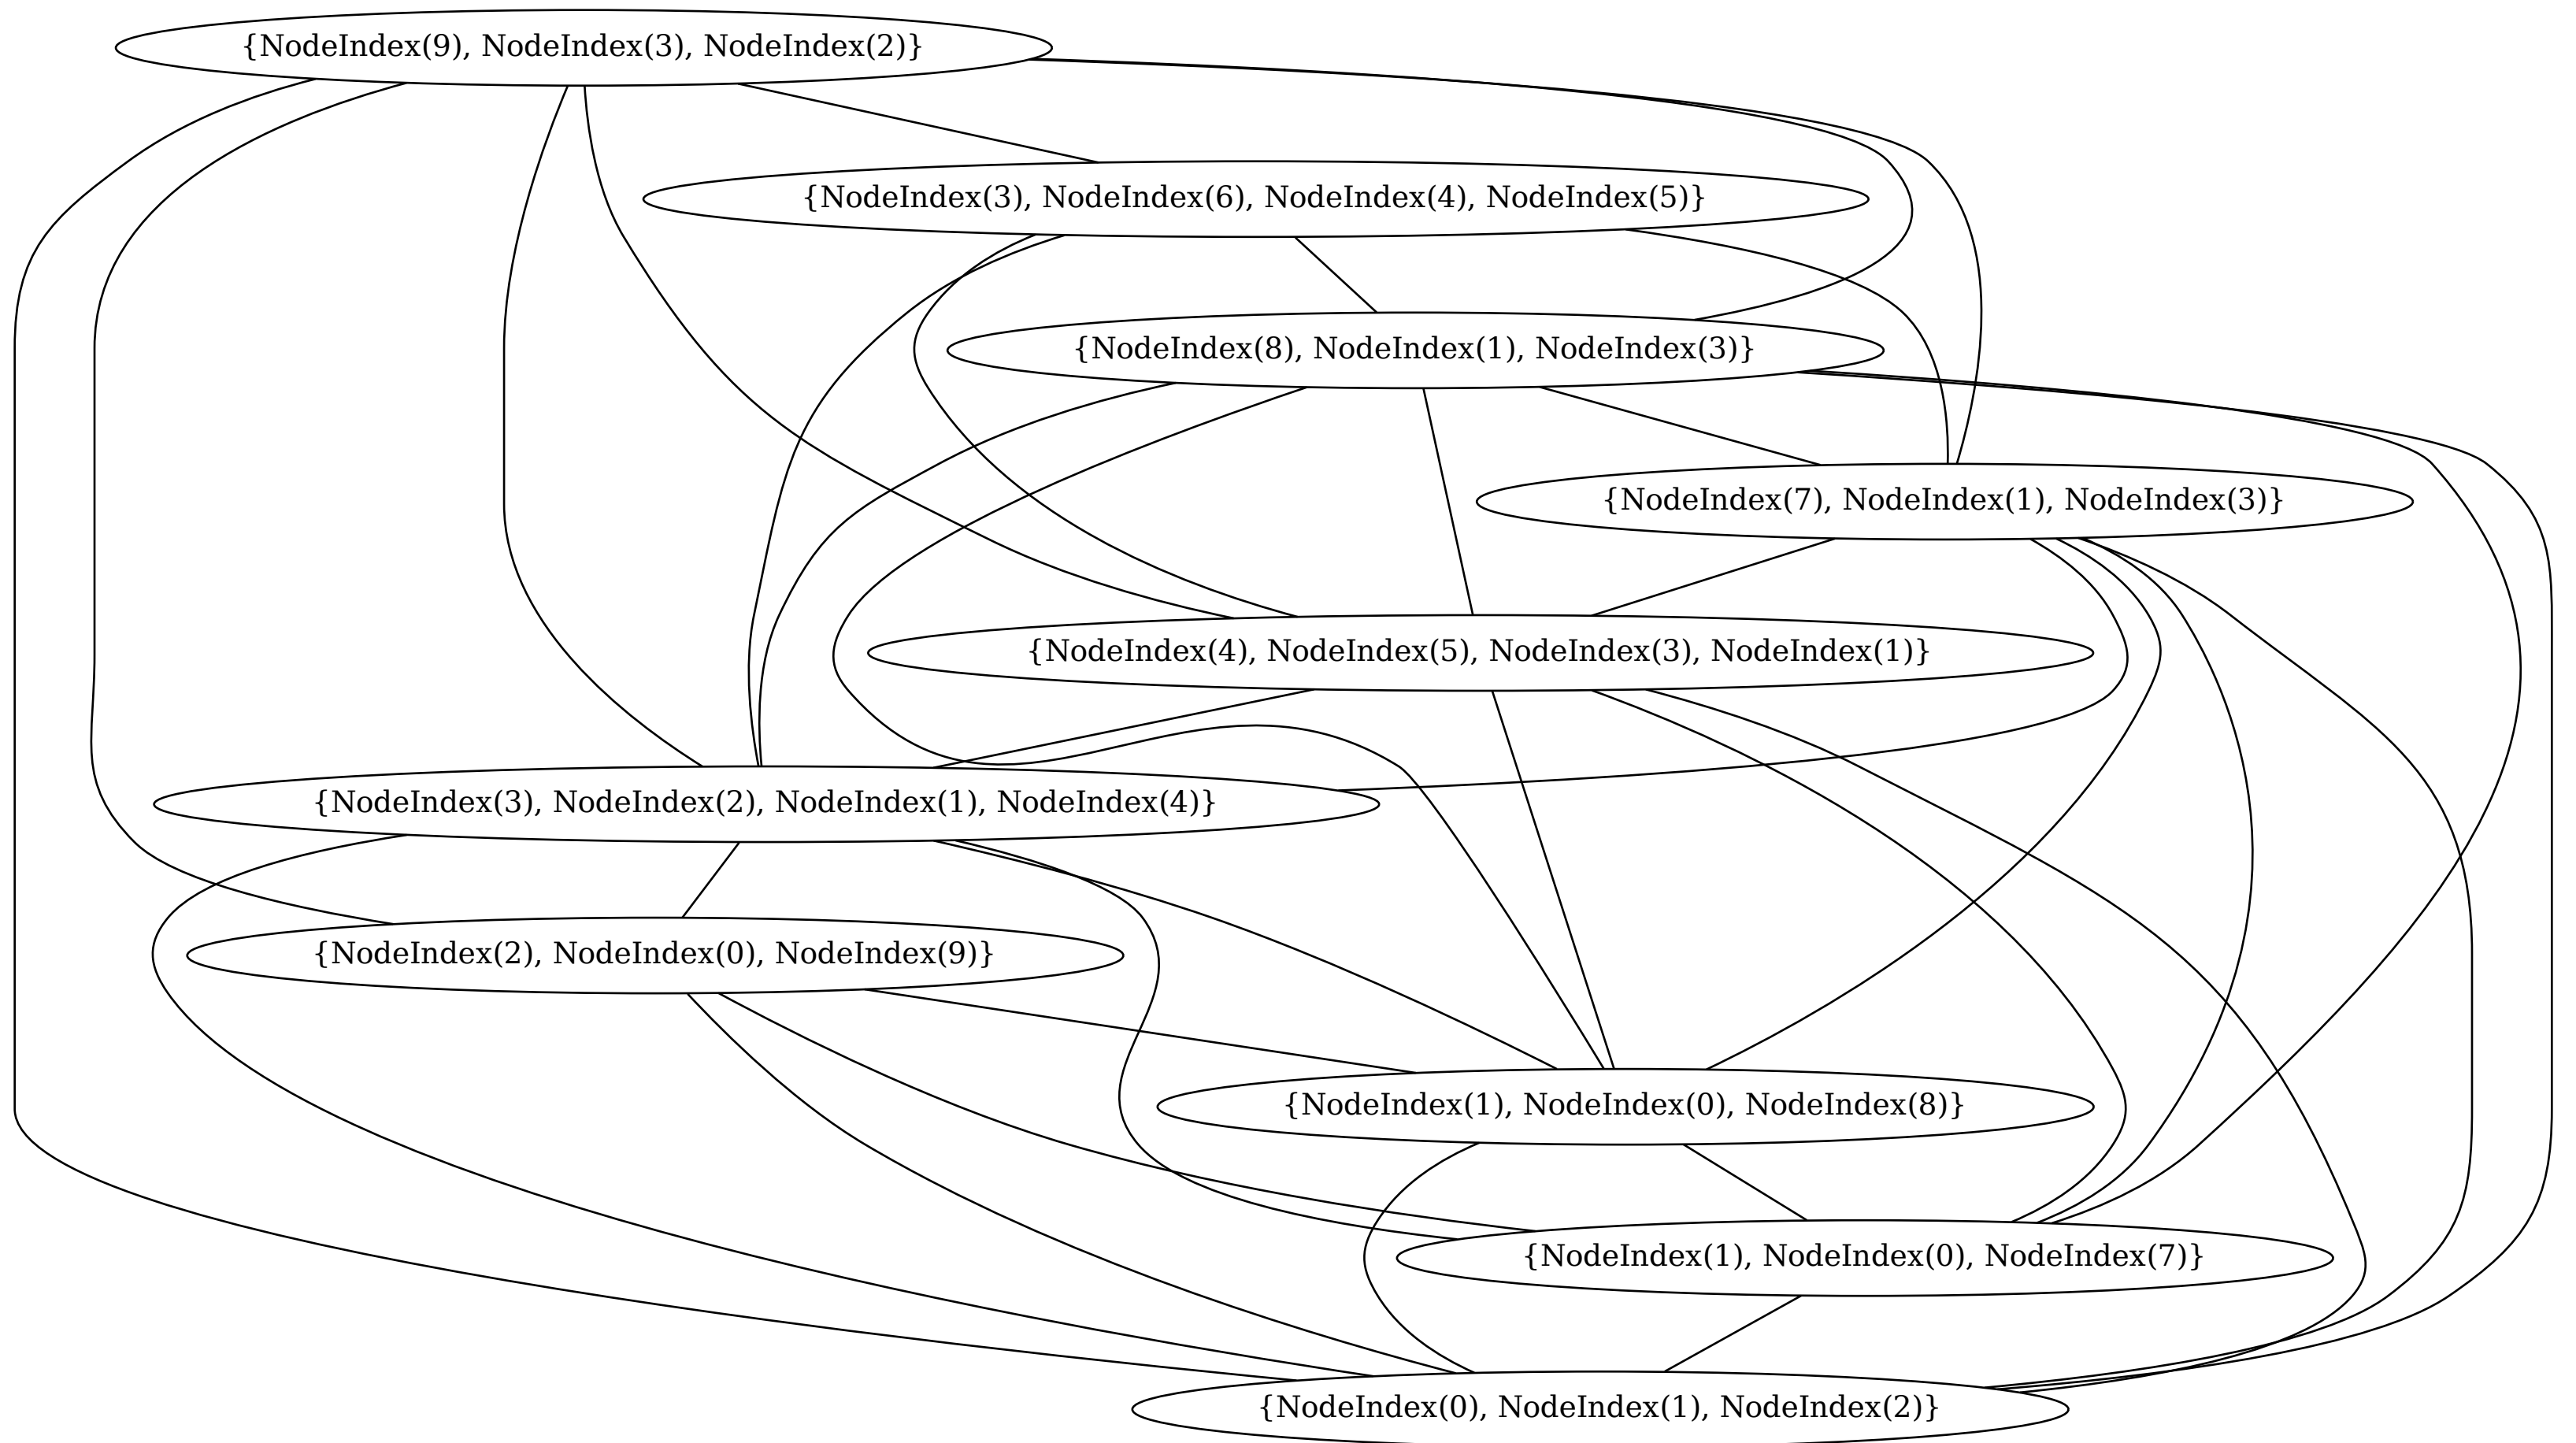 {NodeIndex(9), NodeIndex(3), NodeIndex(2)}
{NodeIndex(3), NodeIndex(6), NodeIndex(4), NodeIndex(5)}
{NodeIndex(8), NodeIndex(1), NodeIndex(3)}
{NodeIndex(7), NodeIndex(1), NodeIndex(3)}
{NodeIndex(4), NodeIndex(5), NodeIndex(3), NodeIndex(1)}
{NodeIndex(3), NodeIndex(2), NodeIndex(1), NodeIndex(4)}
{NodeIndex(2), NodeIndex(0), NodeIndex(9)}
{NodeIndex(1), NodeIndex(0), NodeIndex(8)}
{NodeIndex(1), NodeIndex(0), NodeIndex(7)}
{NodeIndex(0), NodeIndex(1), NodeIndex(2)}